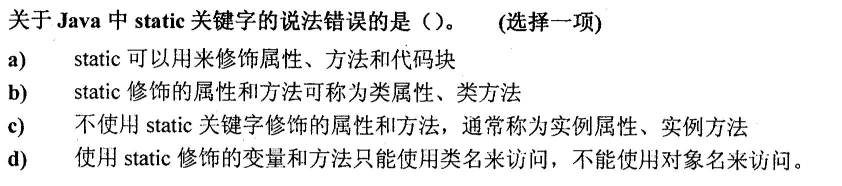 关于 Java 中 static 关键字的说法错误的是（）。 (选择一项)
a) static 可以用来修饰属性、方法和代码块
b) static 修饰的属性和方法可称为类属性、类方法
c) 不使用 static 关键字修饰的属性和方法，通常称为实例属性、实例方法
d) 使用 static 修饰的变量和方法只能使用类名来访问，不能使用对象名来访问。